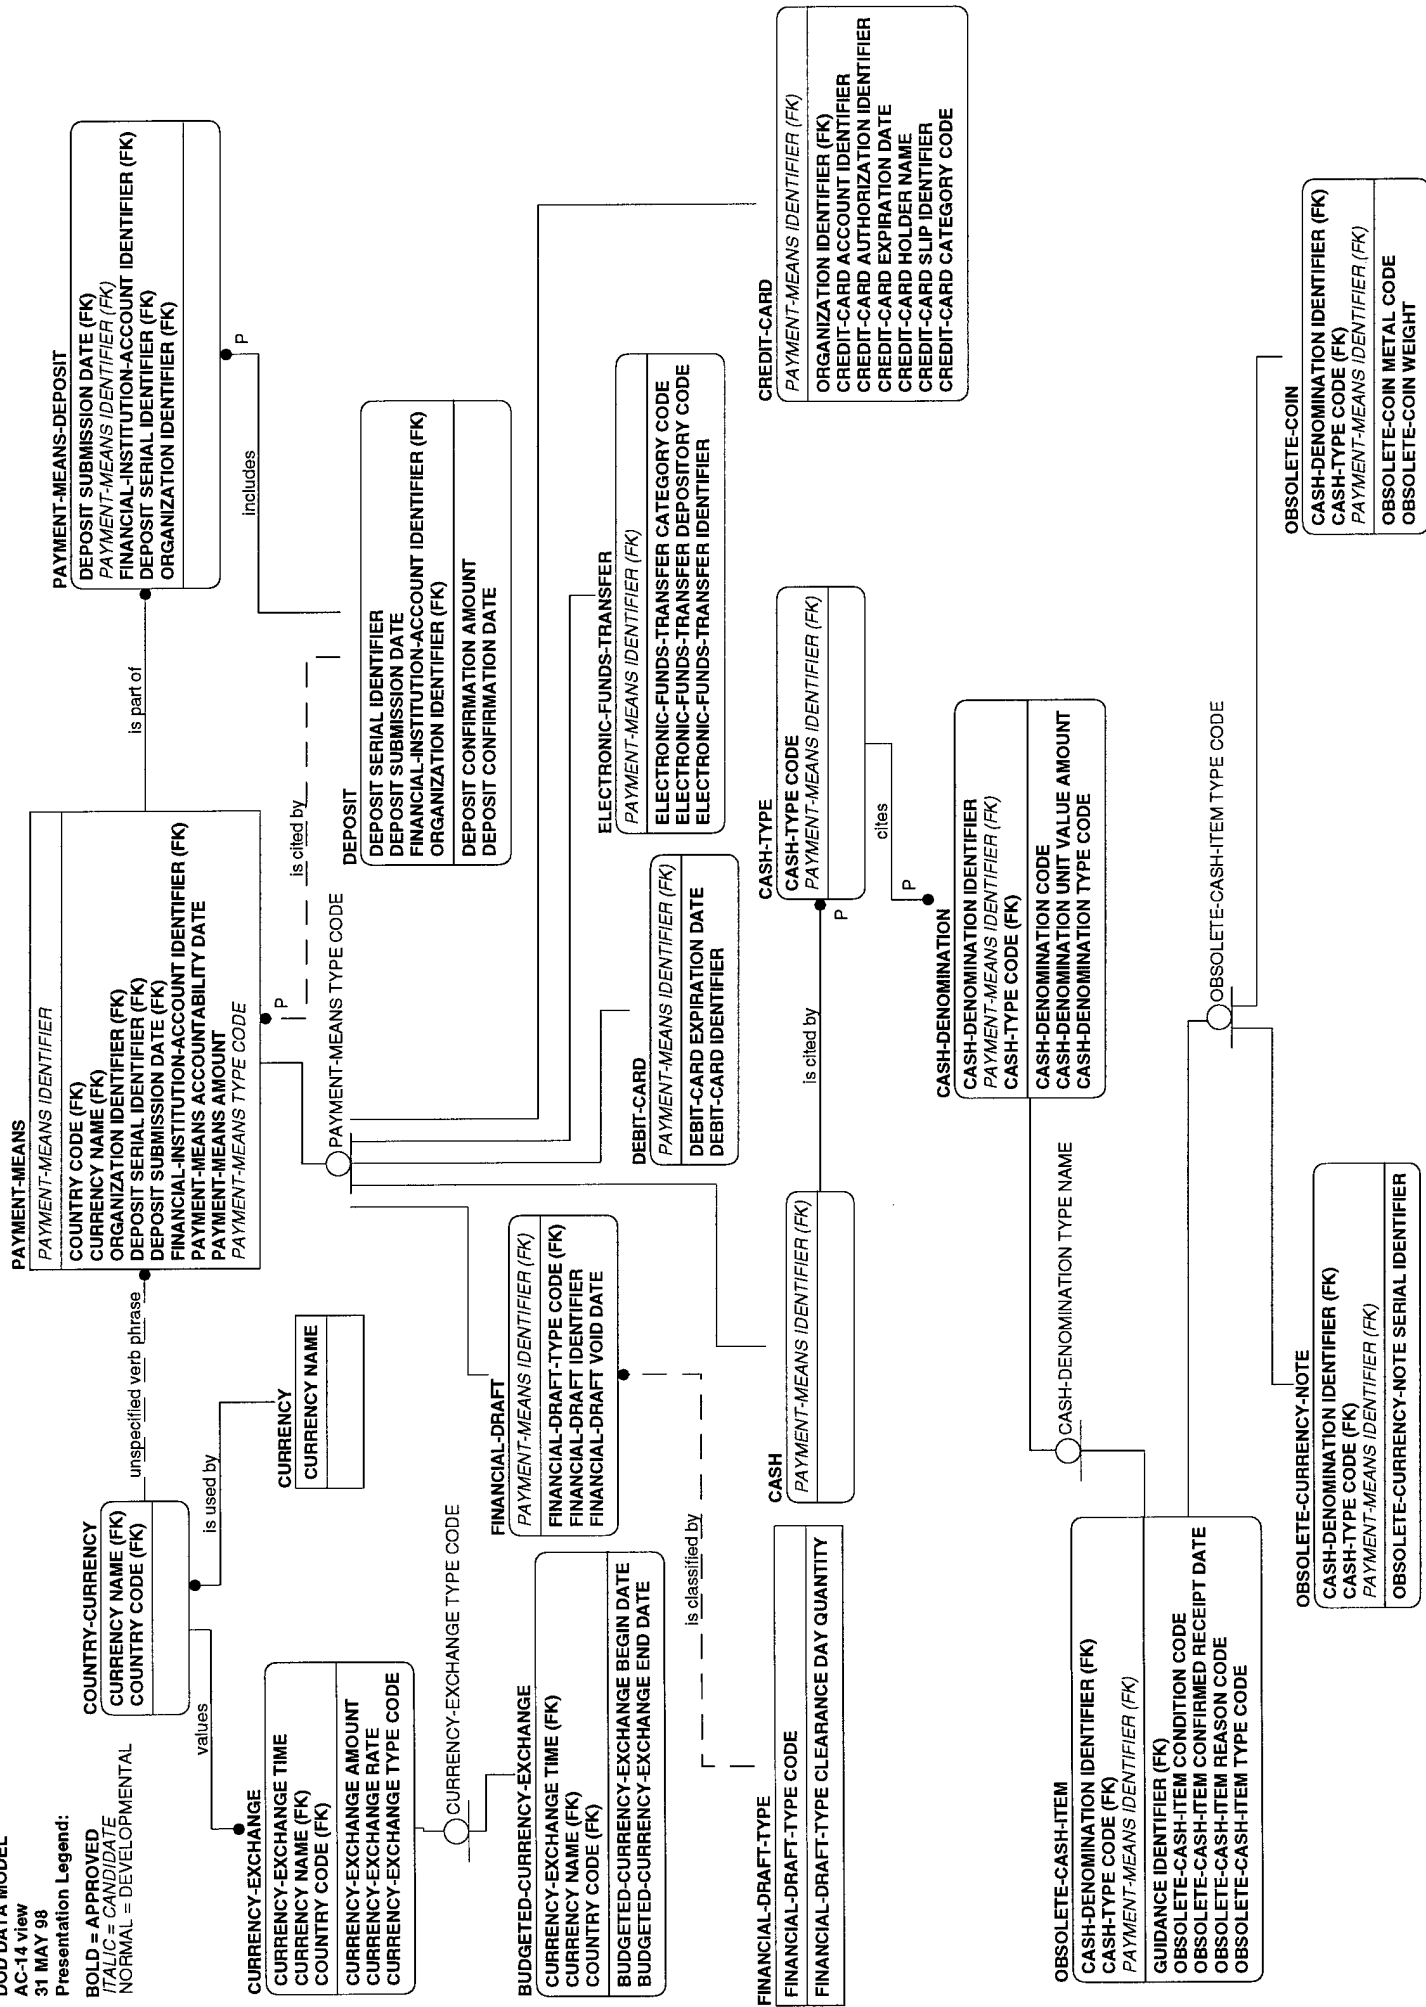 DOD DATA MODEL
AC-14 view
31 MAY 98
Presentation Legend:
BOLD = APPROVED
ITALIC = CANDIDATE
NORMAL = DEVELOPMENTAL
COUNTRY-CURRENCY
CURRENCY NAME (FK)
COUNTRY CODE (FK)
unspecified verb phrase
PAYMENT-MEANS
PAYMENT-MEANS IDENTIFIER
COUNTRY CODE (FK)
CURRENCY NAME (FK)
ORGANIZATION IDENTIFIER (FK)
DEPOSIT SERIAL IDENTIFIER (FK)
DEPOSIT SUBMISSION DATE (FK)
FINANCIAL-INSTITUTION-ACCOUNT IDENTIFIER (FK)
PAYMENT-MEANS ACCOUNTABILITY DATE
PAYMENT-MEANS AMOUNT
PAYMENT-MEANS TYPE CODE
is part of
PAYMENT-MEANS-DEPOSIT
DEPOSIT SUBMISSION DATE (FK)
PAYMENT-MEANS IDENTIFIER (FK)
FINANCIAL-INSTITUTION-ACCOUNT IDENTIFIER (FK)
DEPOSIT SERIAL IDENTIFIER (FK)
ORGANIZATION IDENTIFIER (FK)
P
includes
values
is used by
CURRENCY
CURRENCY NAME
P
is cited by
DEPOSIT
DEPOSIT SERIAL IDENTIFIER
DEPOSIT SUBMISSION DATE
FINANCIAL-INSTITUTION-ACCOUNT IDENTIFIER (FK)
ORGANIZATION IDENTIFIER (FK)
DEPOSIT CONFIRMATION AMOUNT
DEPOSIT CONFIRMATION DATE
CURRENCY-EXCHANGE
CURRENCY-EXCHANGE TIME
CURRENCY NAME (FK)
COUNTRY CODE (FK)
CURRENCY-EXCHANGE AMOUNT
CURRENCY-EXCHANGE RATE
CURRENCY-EXCHANGE TYPE CODE
CURRENCY-EXCHANGE TYPE CODE
PAYMENT-MEANS TYPE CODE
BUDGETED-CURRENCY-EXCHANGE
CURRENCY-EXCHANGE TIME (FK)
CURRENCY NAME (FK)
COUNTRY CODE (FK)
BUDGETED-CURRENCY-EXCHANGE BEGIN DATE
BUDGETED-CURRENCY-EXCHANGE END DATE
FINANCIAL-DRAFT
PAYMENT-MEANS IDENTIFIER (FK)
FINANCIAL-DRAFT-TYPE CODE (FK)
FINANCIAL-DRAFT IDENTIFIER
FINANCIAL-DRAFT VOID DATE
is classified by
DEBIT-CARD
PAYMENT-MEANS IDENTIFIER (FK)
DEBIT-CARD EXPIRATION DATE
DEBIT-CARD IDENTIFIER
ELECTRONIC-FUNDS-TRANSFER
PAYMENT-MEANS IDENTIFIER (FK)
ELECTRONIC-FUNDS-TRANSFER CATEGORY CODE
ELECTRONIC-FUNDS-TRANSFER DEPOSITORY CODE
ELECTRONIC-FUNDS-TRANSFER IDENTIFIER
CREDIT-CARD
PAYMENT-MEANS IDENTIFIER (FK)
ORGANIZATION IDENTIFIER (FK)
CREDIT-CARD ACCOUNT IDENTIFIER
CREDIT-CARD AUTHORIZATION IDENTIFIER
CREDIT-CARD EXPIRATION DATE
CREDIT-CARD HOLDER NAME
CREDIT-CARD SLIP IDENTIFIER
CREDIT-CARD CATEGORY CODE
FINANCIAL-DRAFT-TYPE
FINANCIAL-DRAFT-TYPE CODE
FINANCIAL-DRAFT-TYPE CLEARANCE DAY QUANTITY
CASH
PAYMENT-MEANS IDENTIFIER (FK)
is cited by
P
CASH-TYPE
CASH-TYPE CODE
PAYMENT-MEANS IDENTIFIER (FK)
cites
P
CASH-DENOMINATION
CASH-DENOMINATION IDENTIFIER
PAYMENT-MEANS IDENTIFIER (FK)
CASH-TYPE CODE (FK)
CASH-DENOMINATION CODE
CASH-DENOMINATION UNIT VALUE AMOUNT
CASH-DENOMINATION TYPE CODE
CASH-DENOMINATION TYPE NAME
OBSOLETE-CASH-ITEM
CASH-DENOMINATION IDENTIFIER (FK)
CASH-TYPE CODE (FK)
PAYMENT-MEANS IDENTIFIER (FK)
GUIDANCE IDENTIFIER (FK)
OBSOLETE-CASH-ITEM CONDITION CODE
OBSOLETE-CASH-ITEM CONFIRMED RECEIPT DATE
OBSOLETE-CASH-ITEM REASON CODE
OBSOLETE-CASH-ITEM TYPE CODE
OBSOLETE-CASH-ITEM TYPE CODE
OBSOLETE-CURRENCY-NOTE
CASH-DENOMINATION IDENTIFIER (FK)
CASH-TYPE CODE (FK)
PAYMENT-MEANS IDENTIFIER (FK)
OBSOLETE-CURRENCY-NOTE SERIAL IDENTIFIER
OBSOLETE-COIN
CASH-DENOMINATION IDENTIFIER (FK)
CASH-TYPE CODE (FK)
PAYMENT-MEANS IDENTIFIER (FK)
OBSOLETE-COIN METAL CODE
OBSOLETE-COIN WEIGHT